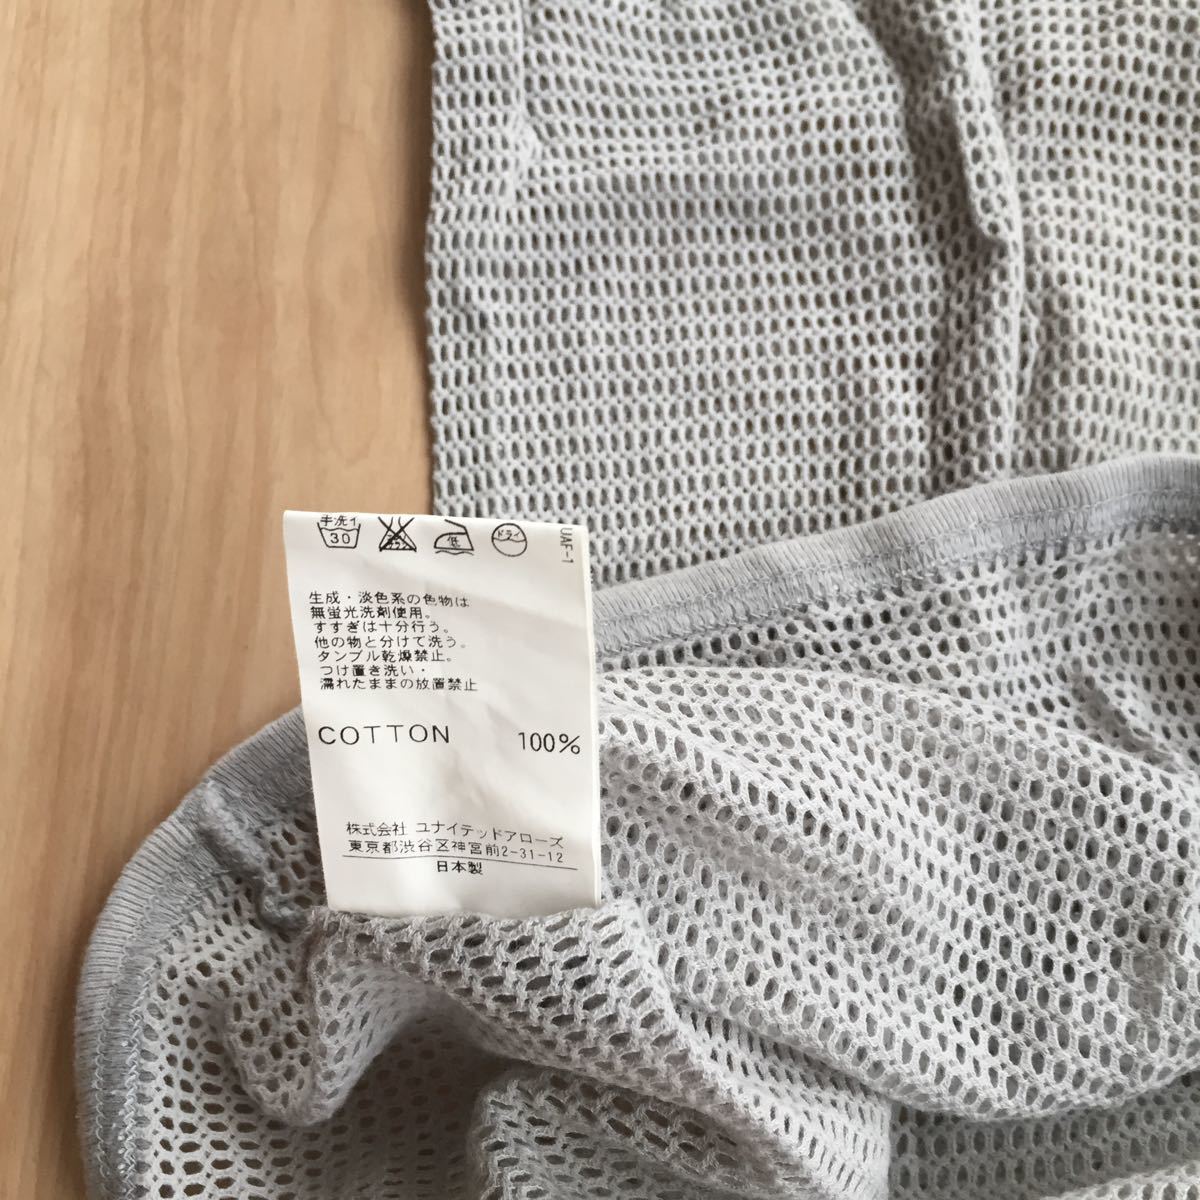 手洗イ
30
低
ドライ
UAF-1
生成・淡色系の色物は
無蛍光洗剤使用。
すすぎは十分行う。
他の物と分けて洗う。
タンブル乾燥禁止。
つけ置き洗い・
濡れたままの放置禁止
COTTON 100%
株式会社 ユナイテッドアローズ
東京都渋谷区神宮前2-31-12
日本製